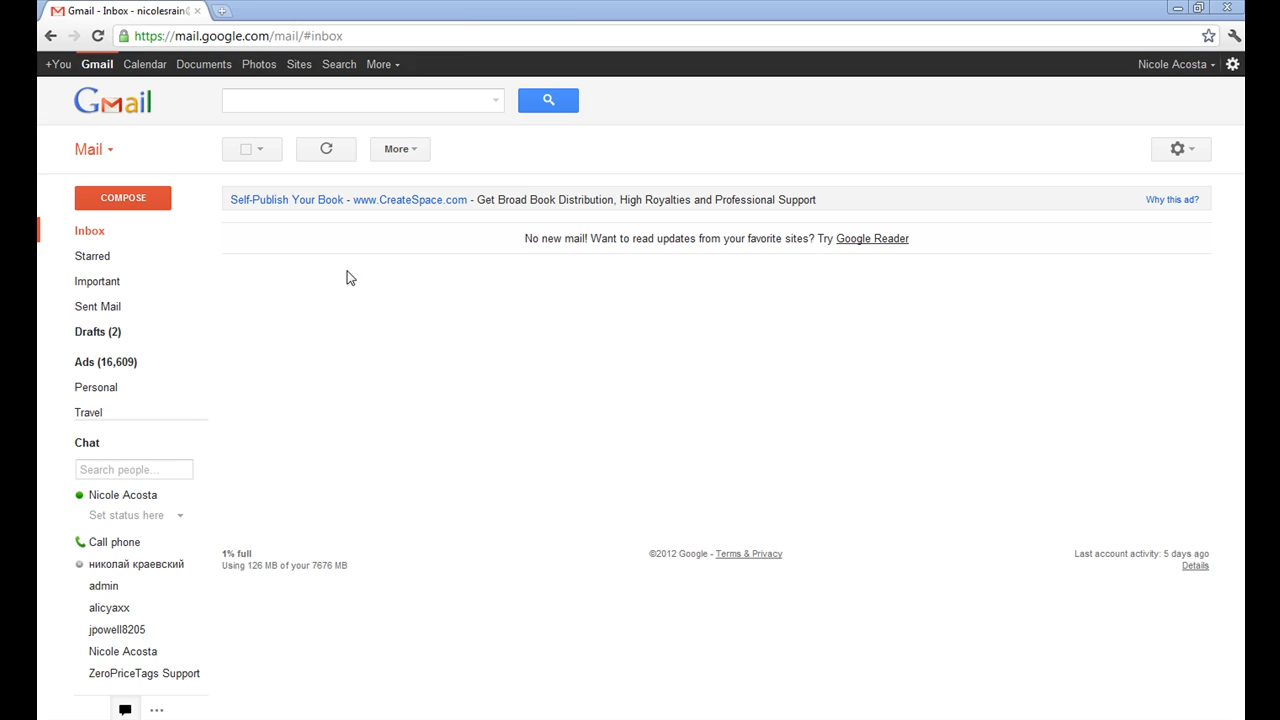 Gmail - Inbox - nicolesrain
https://mail.google.com/mail/#inbox
+You Gmail Calendar Documents Photos Sites Search More Nicole Acosta
Gmail
Mail More
COMPOSE
Self-Publish Your Book - www.CreateSpace.com - Get Broad Book Distribution, High Royalties and Professional Support Why this ad?
Inbox
No new mail! Want to read updates from your favorite sites? Try Google Reader
Starred
Important
Sent Mail
Drafts (2)
Ads (16,609)
Personal
Travel
Chat
Search people...
Nicole Acosta
Set status here
Call phone
николай краевский
admin
alicyaxx
jpowell8205
Nicole Acosta
ZeroPriceTags Support
1% full
Using 126 MB of your 7676 MB
©2012 Google - Terms & Privacy
Last account activity: 5 days ago
Details